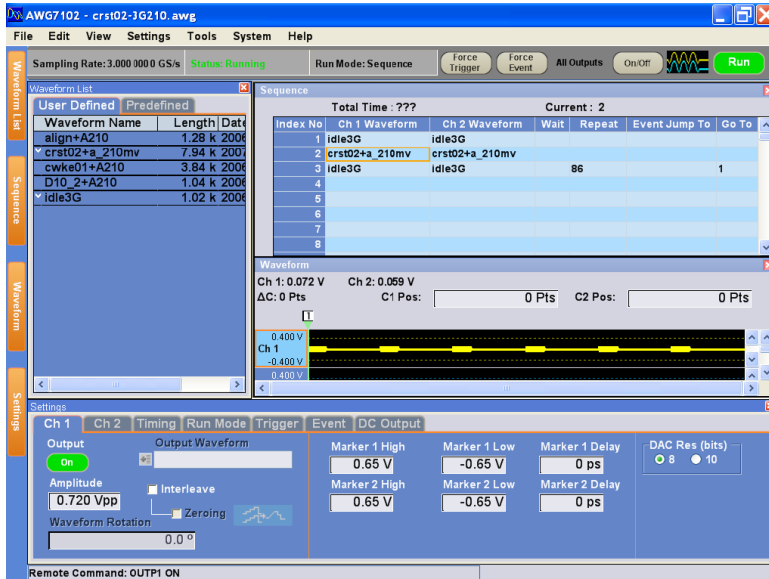 AWG7102 - crst02-3G210.awg
File Edit View Settings Tools System Help
Sampling Rate:3.000 000 0 GS/s Status: Running Run Mode: Sequence Force Trigger Force Event All Outputs On/Off Run
Waveform List
Sequence
Waveform
Settings
Waveform List
User Defined Predefined
Waveform Name Length Date
align+A210 1.28 k 2006
crst02+a_210mv 7.94 k 2007
cwke01+A210 3.84 k 2006
D10_2+A210 1.04 k 2006
idle3G 1.02 k 2006
Sequence
Total Time : ??? Current : 2
Index No Ch 1 Waveform Ch 2 Waveform Wait Repeat Event Jump To Go To
1 idle3G idle3G
2 crst02+a_210mv crst02+a_210mv
3 idle3G idle3G 86 1
4
5
6
7
8
Waveform
Ch 1: 0.072 V Ch 2: 0.059 V
ΔC: 0 Pts C1 Pos: 0 Pts C2 Pos: 0 Pts
1
0.400 V
Ch 1
-0.400 V
0.400 V
Settings
Ch 1 Ch 2 Timing Run Mode Trigger Event DC Output
Output
On
Output Waveform
Amplitude
0.720 Vpp
Interleave
Zeroing
Waveform Rotation
0.0 º
Marker 1 High Marker 1 Low Marker 1 Delay
0.65 V -0.65 V 0 ps
Marker 2 High Marker 2 Low Marker 2 Delay
0.65 V -0.65 V 0 ps
DAC Res (bits)
8 10
Remote Command: OUTP1 ON